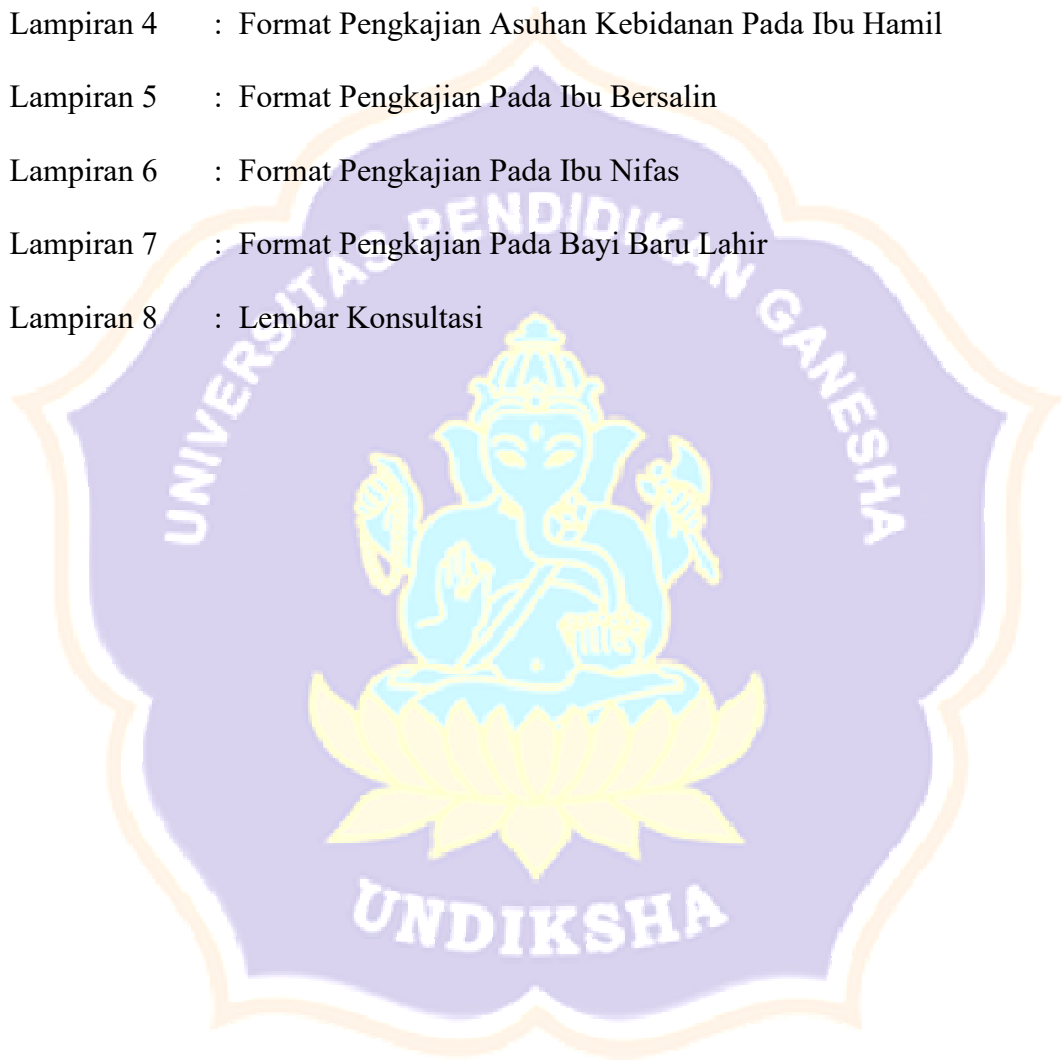 Lampiran 4 : Format Pengkajian Asuhan Kebidanan Pada Ibu Hamil
Lampiran 5 : Format Pengkajian Pada Ibu Bersalin
Lampiran 6 : Format Pengkajian Pada Ibu Nifas
Lampiran 7 : Format Pengkajian Pada Bayi Baru Lahir
Lampiran 8 : Lembar Konsultasi
UNIVERSITAS PENDIDIKAN GANESHA
UNDIKSHA